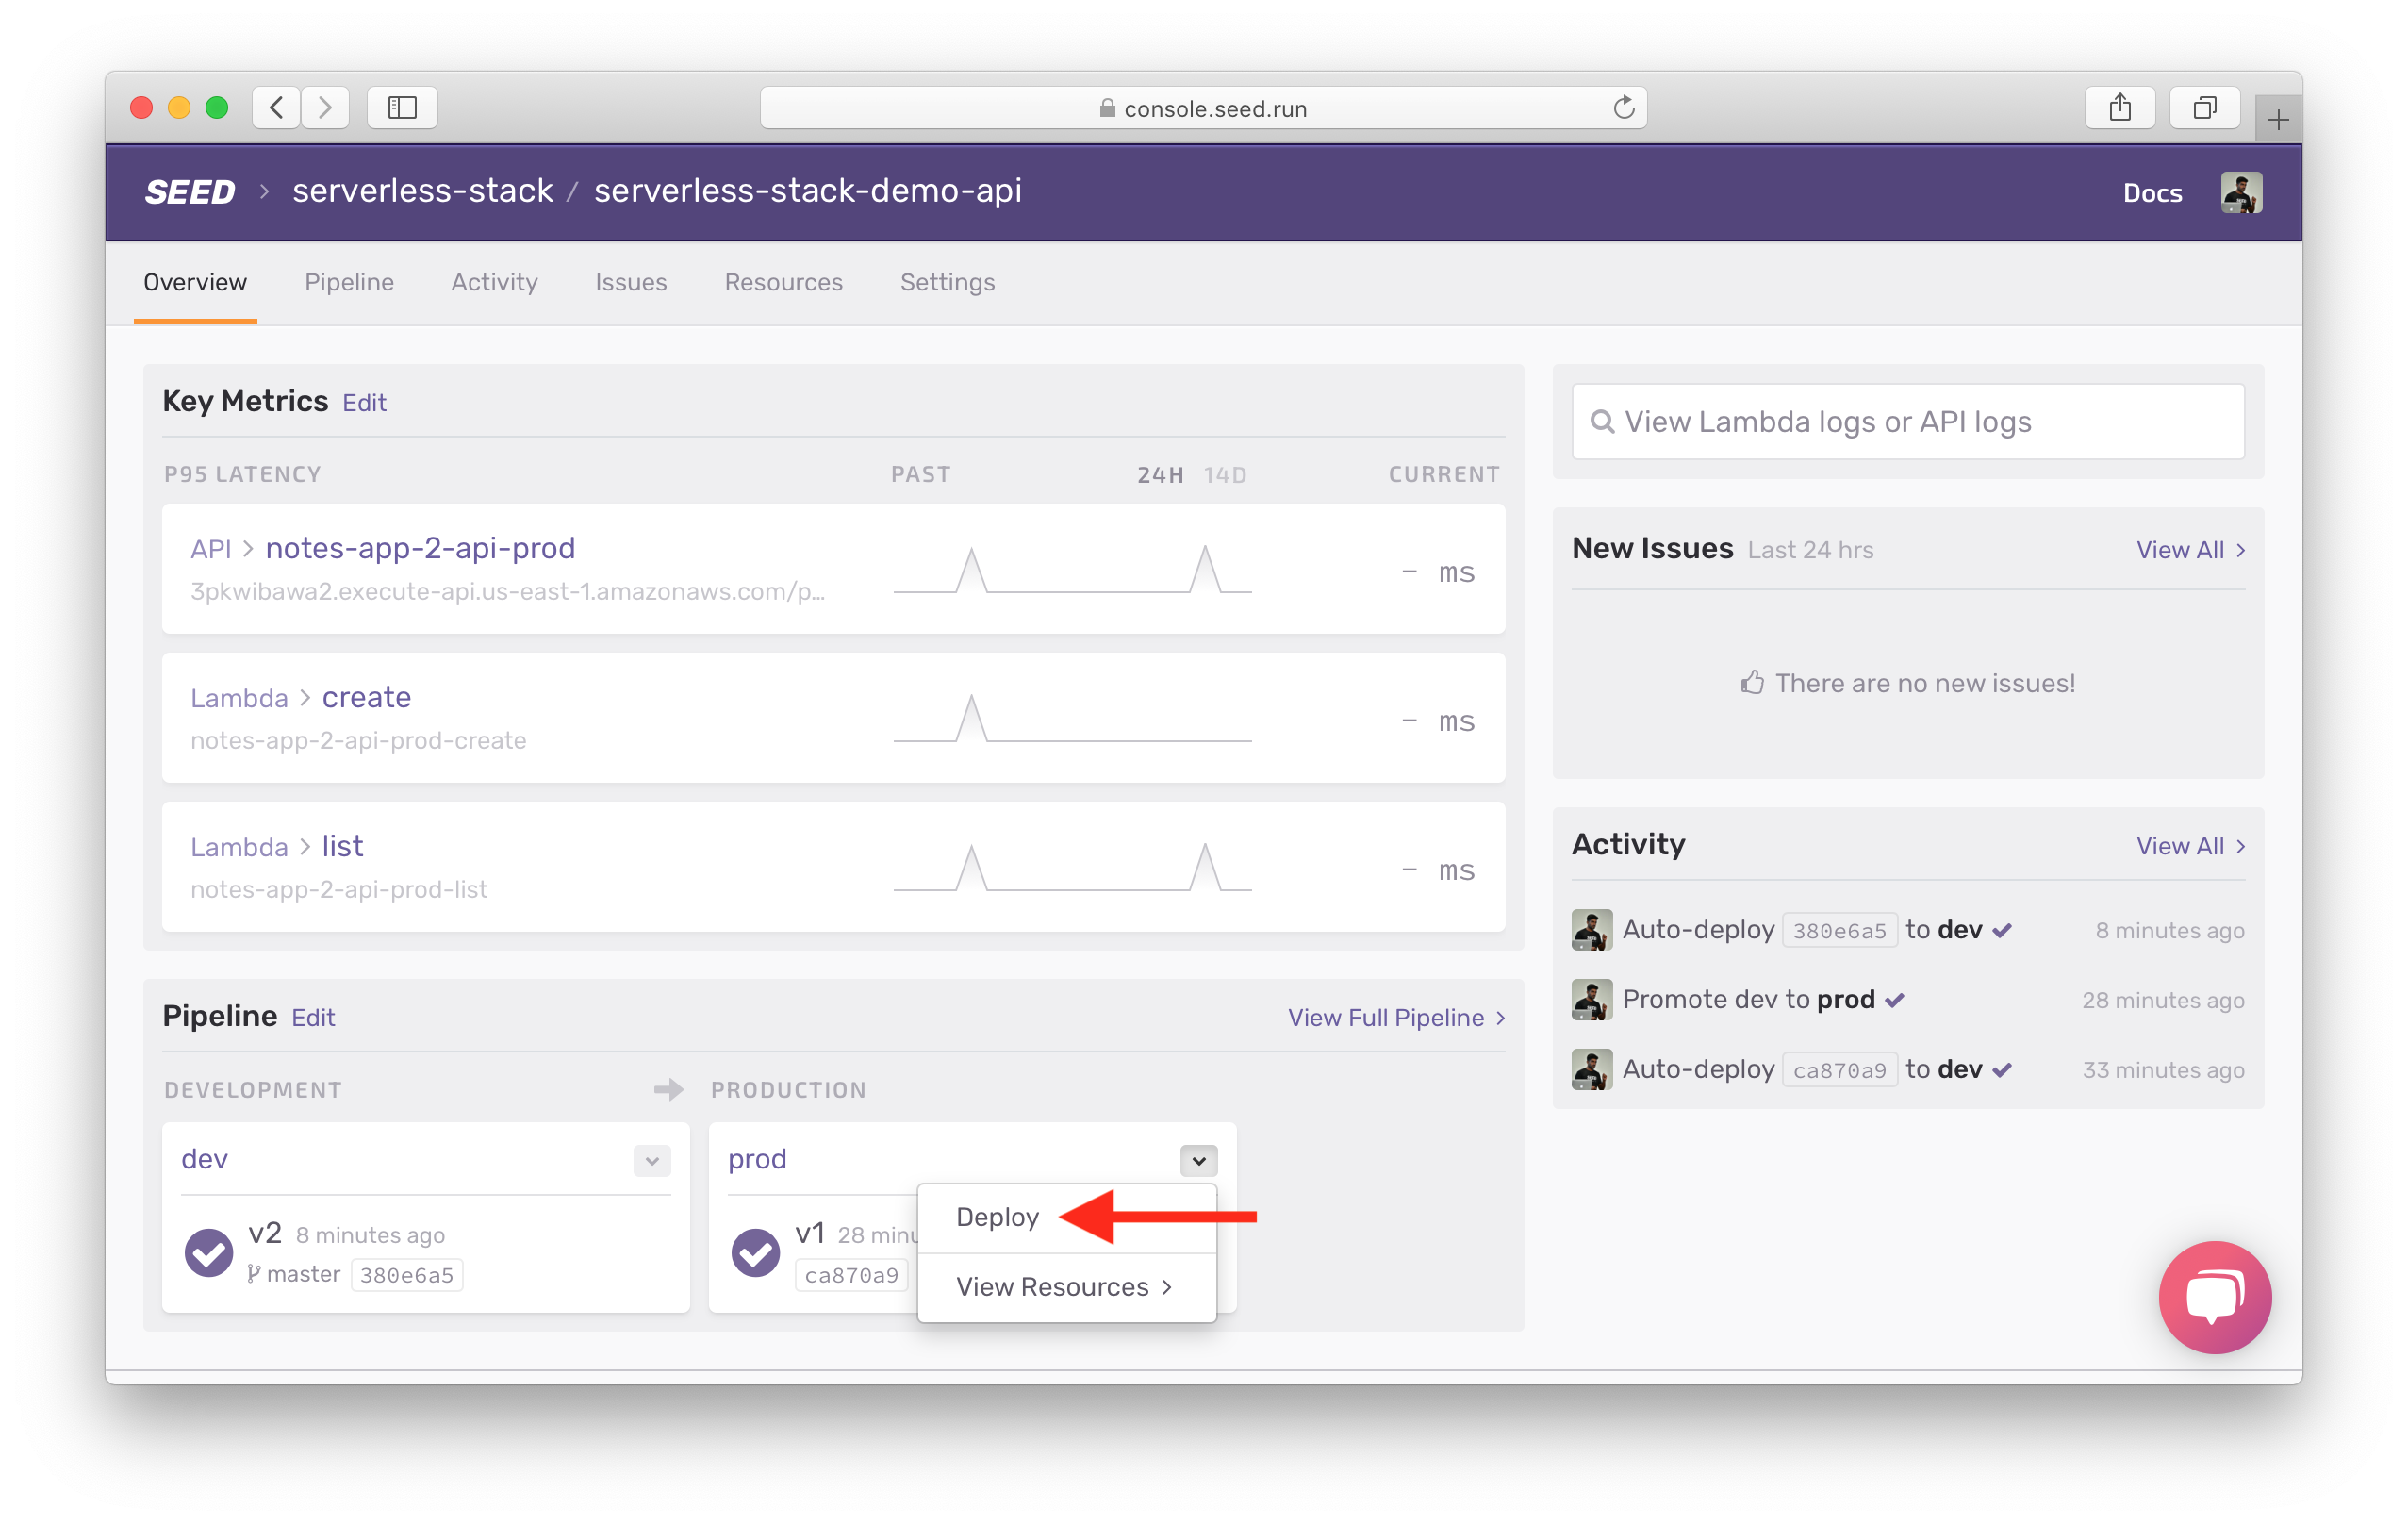 console.seed.run
SEED > serverless-stack / serverless-stack-demo-api
Docs
Overview Pipeline Activity Issues Resources Settings
Key Metrics Edit
P95 LATENCY PAST 24H 14D CURRENT
API > notes-app-2-api-prod
3pkwibawa2.execute-api.us-east-1.amazonaws.com/p...
- ms
Lambda > create
notes-app-2-api-prod-create
- ms
Lambda > list
notes-app-2-api-prod-list
- ms
Pipeline Edit
View Full Pipeline >
DEVELOPMENT PRODUCTION
dev
v2 8 minutes ago
master 380e6a5
prod
v1 28 minu
ca870a9
Deploy
View Resources >
View Lambda logs or API logs
New Issues Last 24 hrs View All >
There are no new issues!
Activity View All >
Auto-deploy 380e6a5 to dev 8 minutes ago
Promote dev to prod 28 minutes ago
Auto-deploy ca870a9 to dev 33 minutes ago